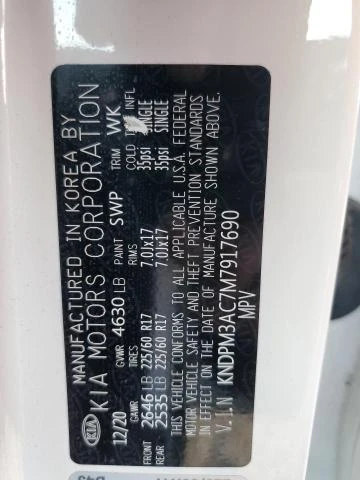 MANUFACTURED IN KOREA BY
KIA MOTORS CORPORATION
KIA
12/20 GVWR 4630 LB PAINT SWP TRIM WK
GAWR TIRES RIMS COLD INFL
FRONT 2646 LB 225/60 R17 7.0Jx17 35psi SINGLE
REAR 2535 LB 225/60 R17 7.0Jx17 35psi SINGLE
THIS VEHICLE CONFORMS TO ALL APPLICABLE U.S.A. FEDERAL
MOTOR VEHICLE SAFETY AND THEFT PREVENTION STANDARDS
IN EFFECT ON THE DATE OF MANUFACTURE SHOWN ABOVE.
V.I.N KNDPM3AC7M7917690
MPV